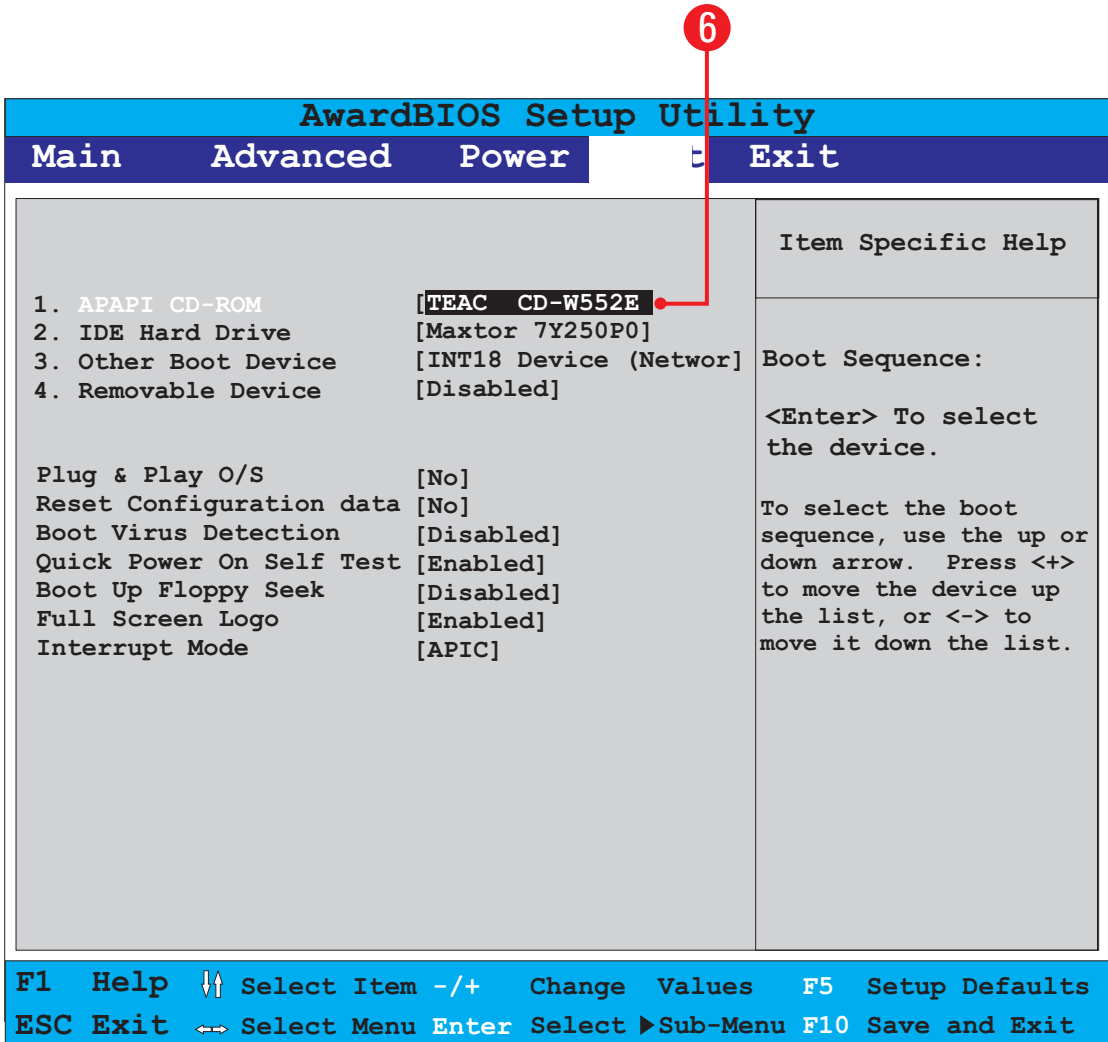 6
AwardBIOS Setup Utility
Main Advanced Power t Exit
Item Specific Help
1. APAPI CD-ROM [TEAC CD-W552E
2. IDE Hard Drive [Maxtor 7Y250P0]
3. Other Boot Device [INT18 Device (Networ]
4. Removable Device [Disabled]
Plug & Play O/S [No]
Reset Configuration data [No]
Boot Virus Detection [Disabled]
Quick Power On Self Test [Enabled]
Boot Up Floppy Seek [Disabled]
Full Screen Logo [Enabled]
Interrupt Mode [APIC]
Boot Sequence:
<Enter> To select
the device.
To select the boot
sequence, use the up or
down arrow. Press <+>
to move the device up
the list, or <-> to
move it down the list.
F1 Help Select Item -/+ Change Values F5 Setup Defaults
ESC Exit Select Menu Enter Select Sub-Menu F10 Save and Exit